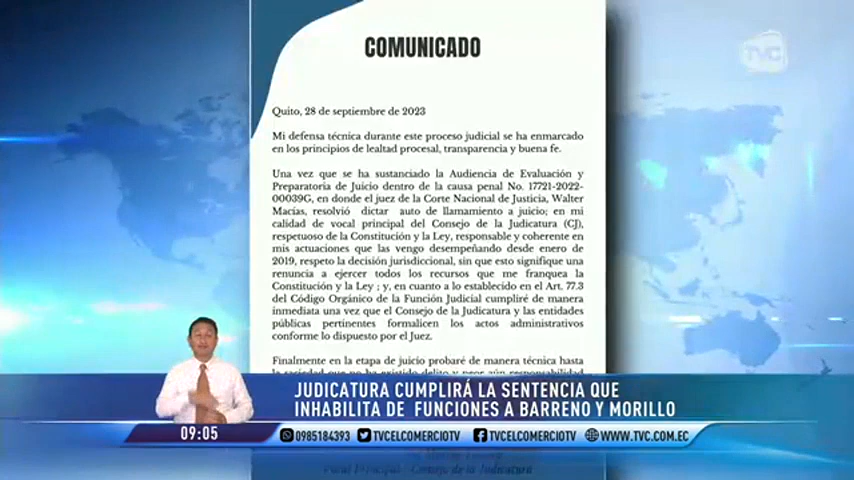 COMUNICADO
TVC
Quito, 28 de septiembre de 2023
Mi defensa técnica durante este proceso judicial se ha enmarcado
en los principios de lealtad procesal, transparencia y buena fe.
Una vez que se ha sustanciado la Audiencia de Evaluación y
Preparatoria de Juicio dentro de la causa penal No. 17721-2022-
00039G, en donde el juez de la Corte Nacional de Justicia, Walter
Macías, resolvió dictar auto de llamamiento a juicio; en mi
calidad de vocal principal del Consejo de la Judicatura (CJ),
respetuoso de la Constitución y la Ley, responsable y coherente en
mis actuaciones que las vengo desempeñando desde enero de
2019, respeto la decisión jurisdiccional, sin que esto signifique una
renuncia a ejercer todos los recursos que me franquea la
Constitución y la Ley ; y, en cuanto a lo establecido en el Art. 77.3
del Código Orgánico de la Función Judicial cumpliré de manera
inmediata una vez que el Consejo de la Judicatura y las entidades
públicas pertinentes formalicen los actos administrativos
conforme lo dispuesto por el Juez.
Finalmente en la etapa de juicio probaré de manera técnica hasta
la saciedad que no ha existido delito y peor aún responsabilidad
JUDICATURA CUMPLIRÁ LA SENTENCIA QUE
INHABILITA DE FUNCIONES A BARRENO Y MORILLO
09:05
0985184393 TVCELCOMERCIOTV TVCELCOMERCIOTV WWW.TVC.COM.EC
Vocal Principal - Consejo de la Judicatura